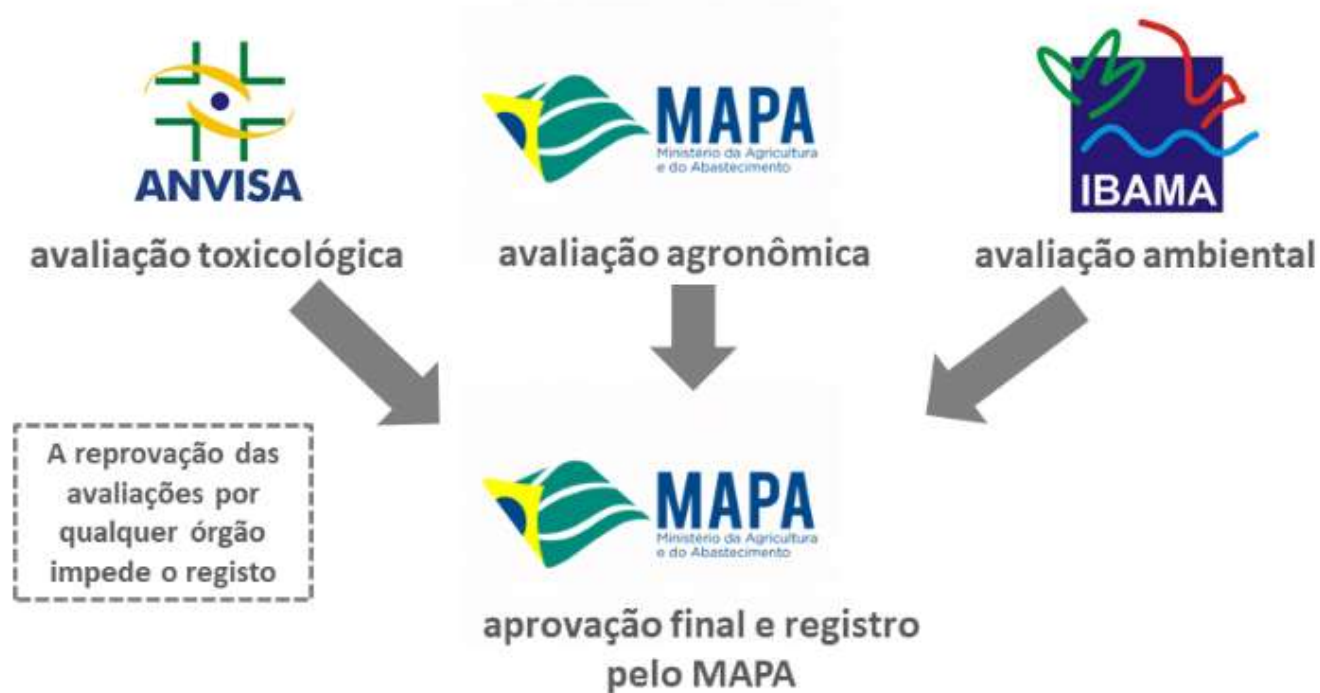 ANVISA
avaliação toxicológica
MAPA
Ministério da Agricultura
e do Abastecimento
avaliação agronômica
IBAMA
avaliação ambiental
A reprovação das
avaliações por
qualquer órgão
impede o registo
MAPA
Ministério da Agricultura
e do Abastecimento
aprovação final e registro
pelo MAPA